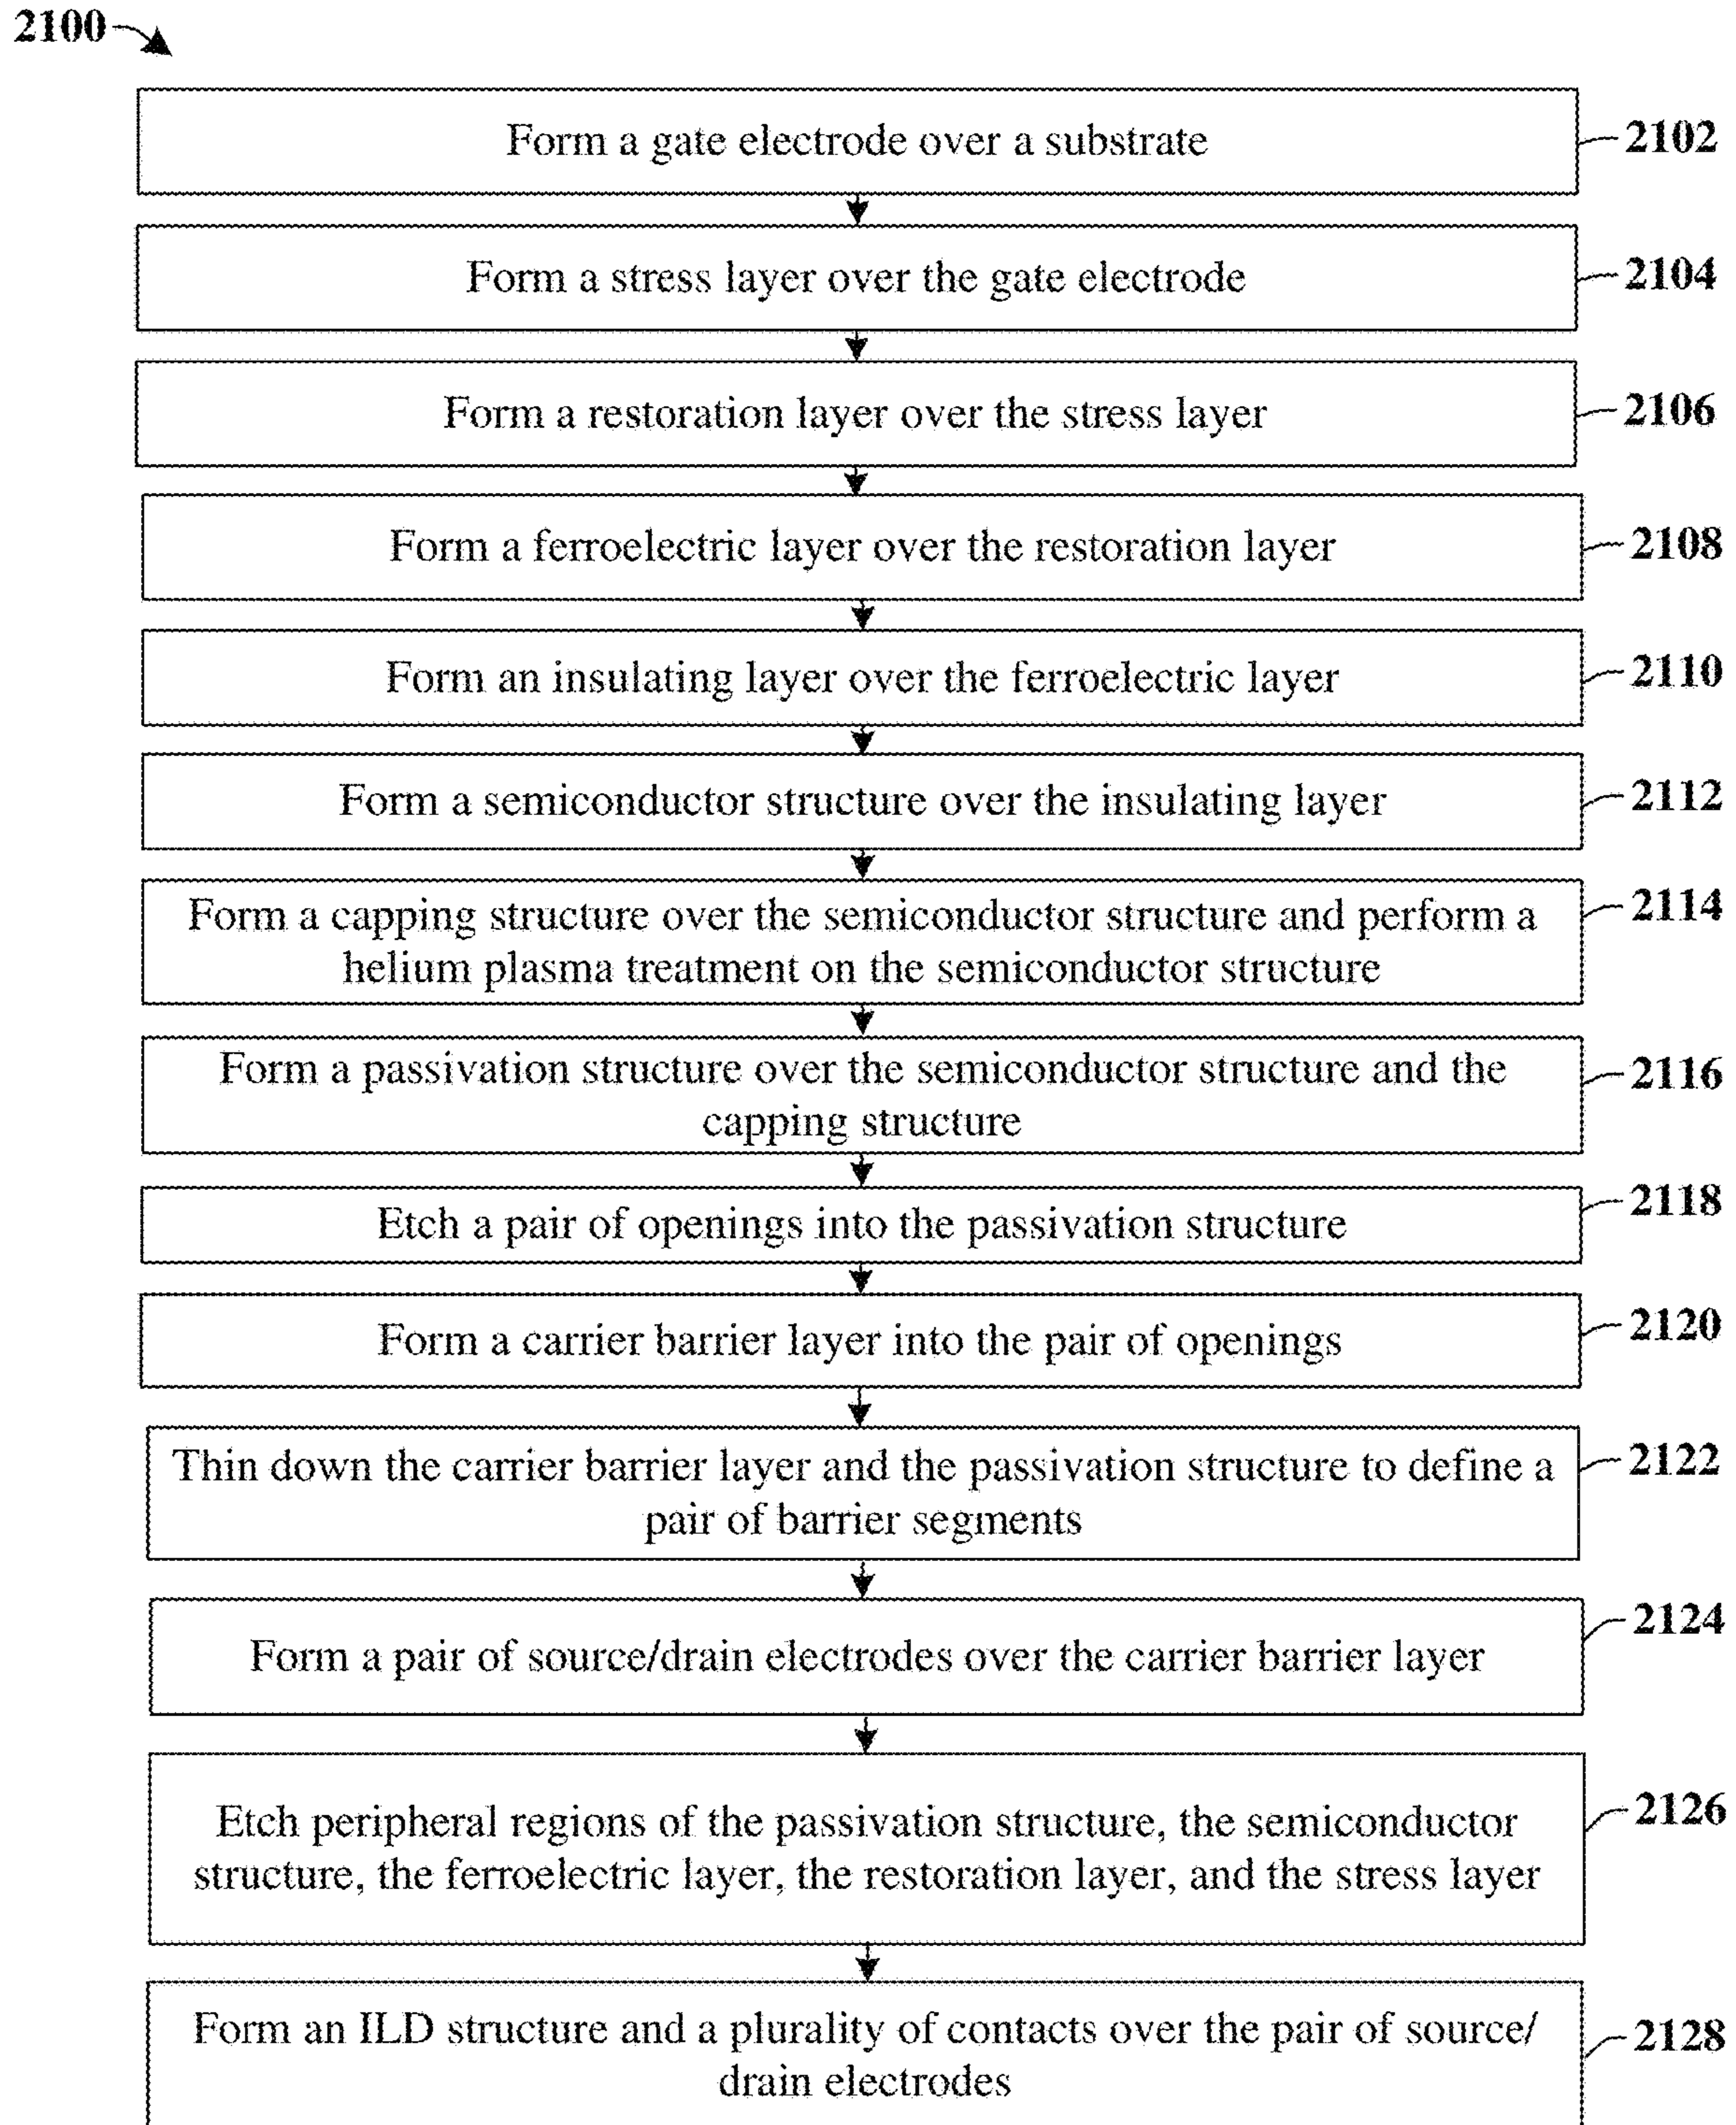 2100
Form a gate electrode over a substrate
2102
Form a stress layer over the gate electrode
2104
Form a restoration layer over the stress layer
2106
Form a ferroelectric layer over the restoration layer
2108
Form an insulating layer over the ferroelectric layer
2110
Form a semiconductor structure over the insulating layer
2112
Form a capping structure over the semiconductor structure and perform a
helium plasma treatment on the semiconductor structure
2114
Form a passivation structure over the semiconductor structure and the
capping structure
2116
Etch a pair of openings into the passivation structure
2118
Form a carrier barrier layer into the pair of openings
2120
Thin down the carrier barrier layer and the passivation structure to define a
pair of barrier segments
2122
Form a pair of source/drain electrodes over the carrier barrier layer
2124
Etch peripheral regions of the passivation structure, the semiconductor
structure, the ferroelectric layer, the restoration layer, and the stress layer
2126
Form an ILD structure and a plurality of contacts over the pair of source/
drain electrodes
2128